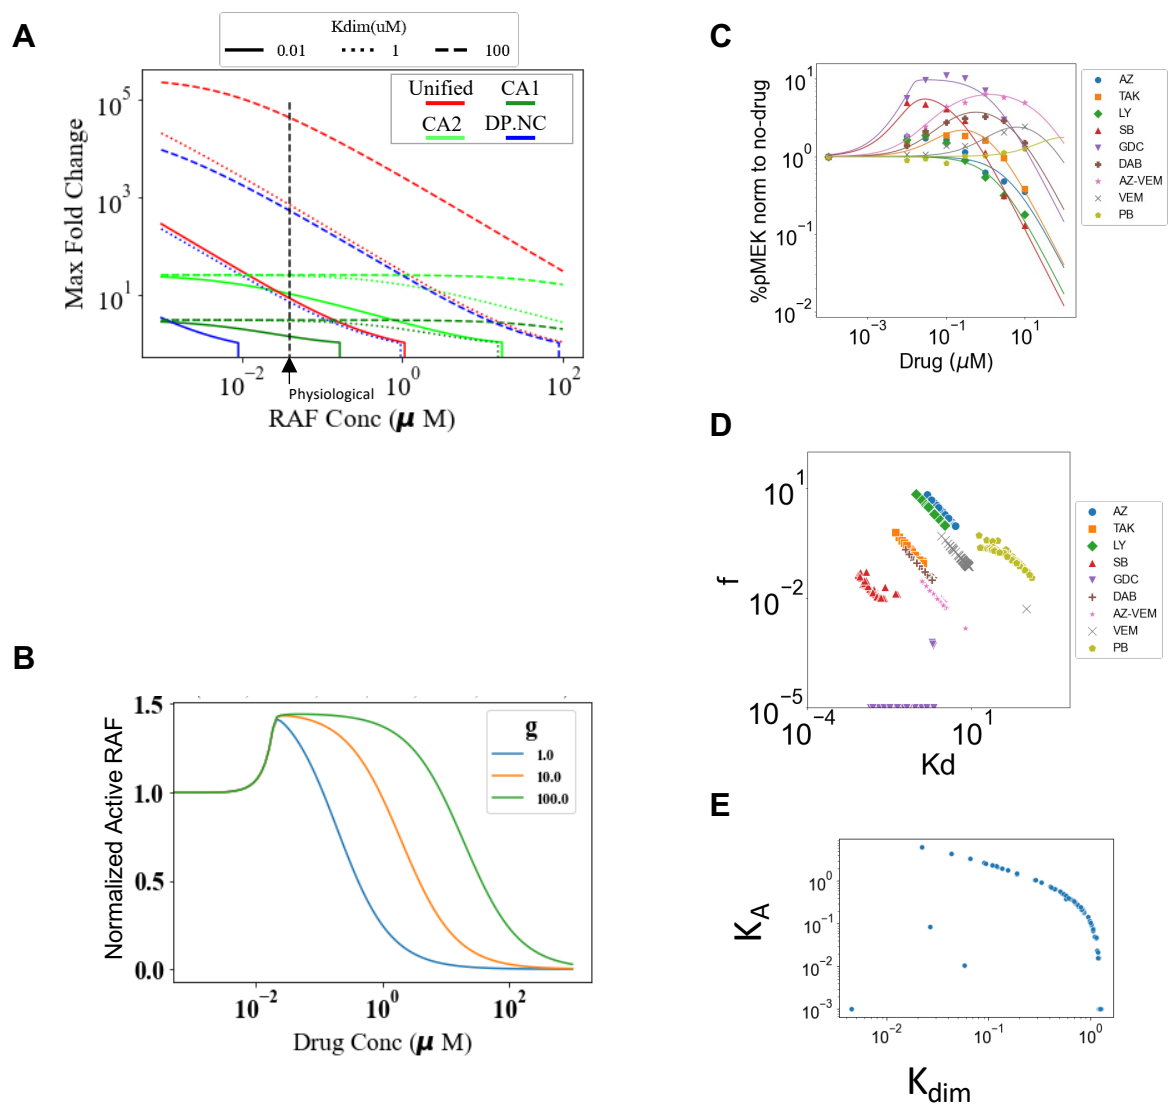 A
Kdim(uM)
0.01
1
100
Unified
CA1
CA2
DP.NC
Max Fold Change
10^5
10^3
10^1
10^-2
10^0
10^2
Physiological
RAF Conc (μ M)
B
Normalized Active RAF
1.5
1.0
0.5
0.0
g
1.0
10.0
100.0
10^-2
10^0
10^2
Drug Conc (μ M)
C
%pMEK norm to no-drug
10^1
10^0
10^-1
10^-2
10^-3
10^-1
10^1
Drug (μM)
AZ
TAK
LY
SB
GDC
DAB
AZ-VEM
VEM
PB
D
f
10^1
10^-2
10^-5
10^-4
10^1
Kd
AZ
TAK
LY
SB
GDC
DAB
AZ-VEM
VEM
PB
E
K_A
10^0
10^-1
10^-2
10^-3
10^-2
10^-1
10^0
K_dim